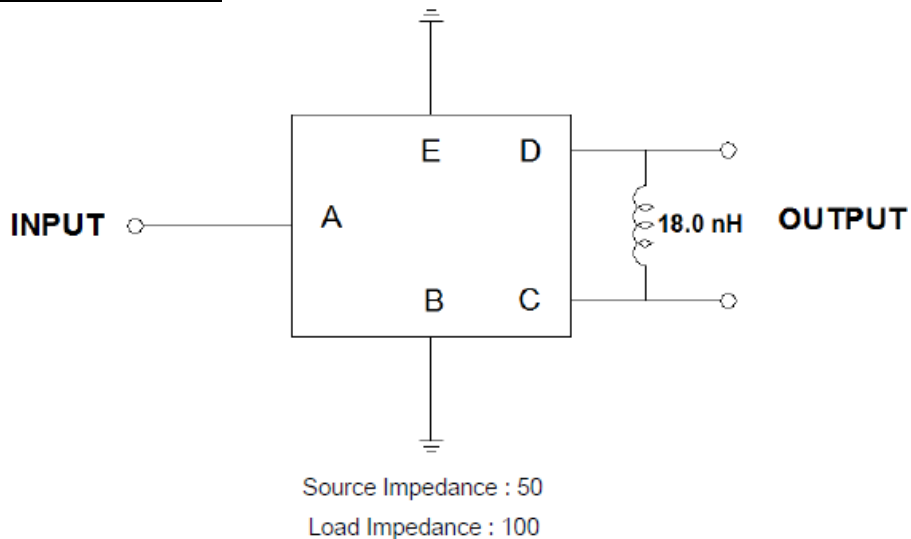 E D
INPUT A 18.0 nH OUTPUT
B C
Source Impedance : 50
Load Impedance : 100